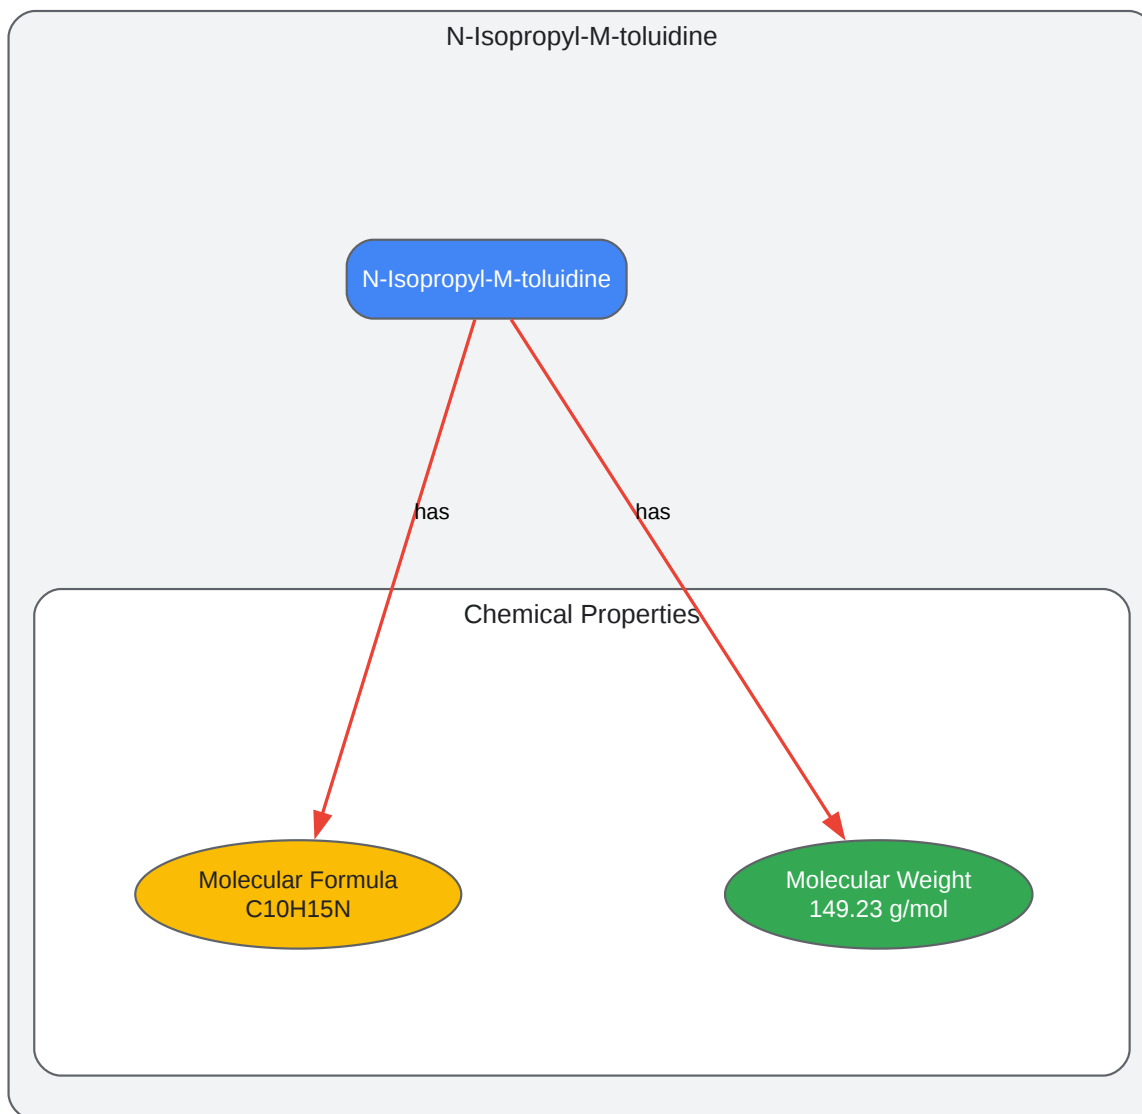 N-Isopropyl-M-toluidine
N-Isopropyl-M-toluidine
has
has
Chemical Properties
Molecular Formula
C10H15N
Molecular Weight
149.23 g/mol